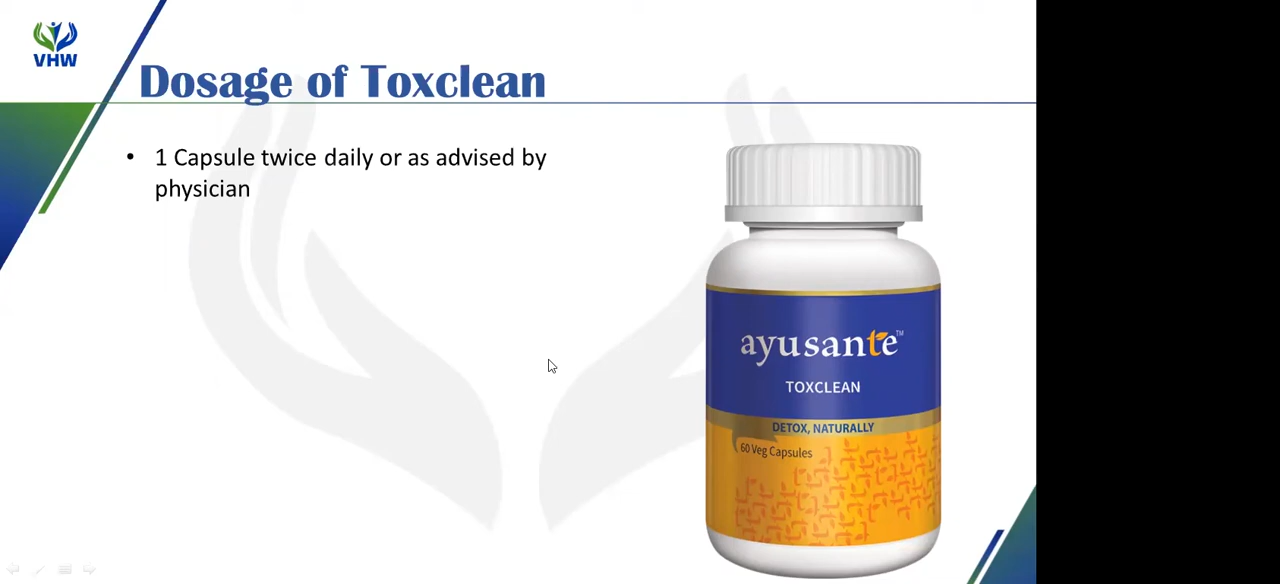 VHW
Dosage of Toxclean
• 1 Capsule twice daily or as advised by
physician
ayusante™
TOXCLEAN
DETOX, NATURALLY
60 Veg Capsules